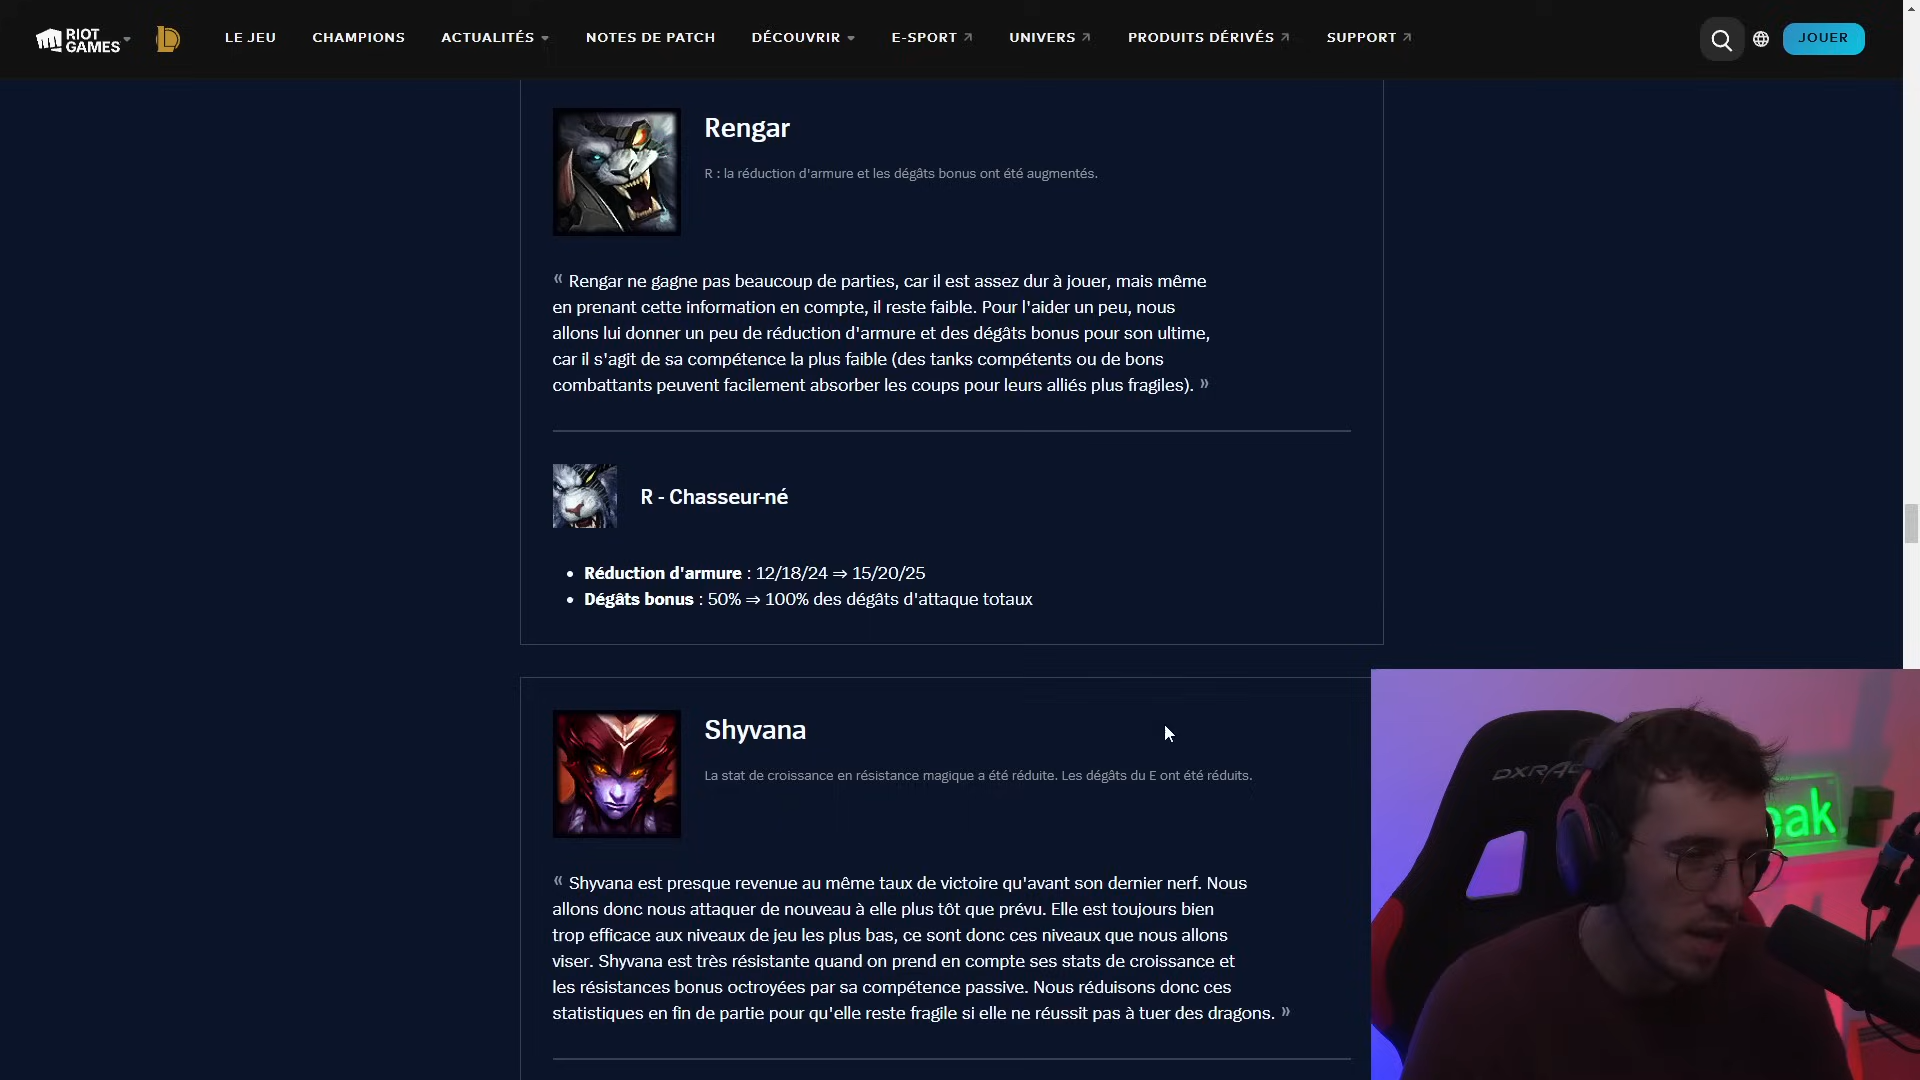 RIOT GAMES
LE JEU
CHAMPIONS
ACTUALITÉS
NOTES DE PATCH
DÉCOUVRIR
E-SPORT
UNIVERS
PRODUITS DÉRIVÉS
SUPPORT
JOUER
Rengar
R : la réduction d'armure et les dégâts bonus ont été augmentés.
« Rengar ne gagne pas beaucoup de parties, car il est assez dur à jouer, mais même
en prenant cette information en compte, il reste faible. Pour l'aider un peu, nous
allons lui donner un peu de réduction d'armure et des dégâts bonus pour son ultime,
car il s'agit de sa compétence la plus faible (des tanks compétents ou de bons
combattants peuvent facilement absorber les coups pour leurs alliés plus fragiles). »
R - Chasseur-né
• Réduction d'armure : 12/18/24 ⇒ 15/20/25
• Dégâts bonus : 50% ⇒ 100% des dégâts d'attaque totaux
Shyvana
La stat de croissance en résistance magique a été réduite. Les dégâts du E ont été réduits.
« Shyvana est presque revenue au même taux de victoire qu'avant son dernier nerf. Nous
allons donc nous attaquer de nouveau à elle plus tôt que prévu. Elle est toujours bien
trop efficace aux niveaux de jeu les plus bas, ce sont donc ces niveaux que nous allons
viser. Shyvana est très résistante quand on prend en compte ses stats de croissance et
les résistances bonus octroyées par sa compétence passive. Nous réduisons donc ces
statistiques en fin de partie pour qu'elle reste fragile si elle ne réussit pas à tuer des dragons. »
DXRAC
eak